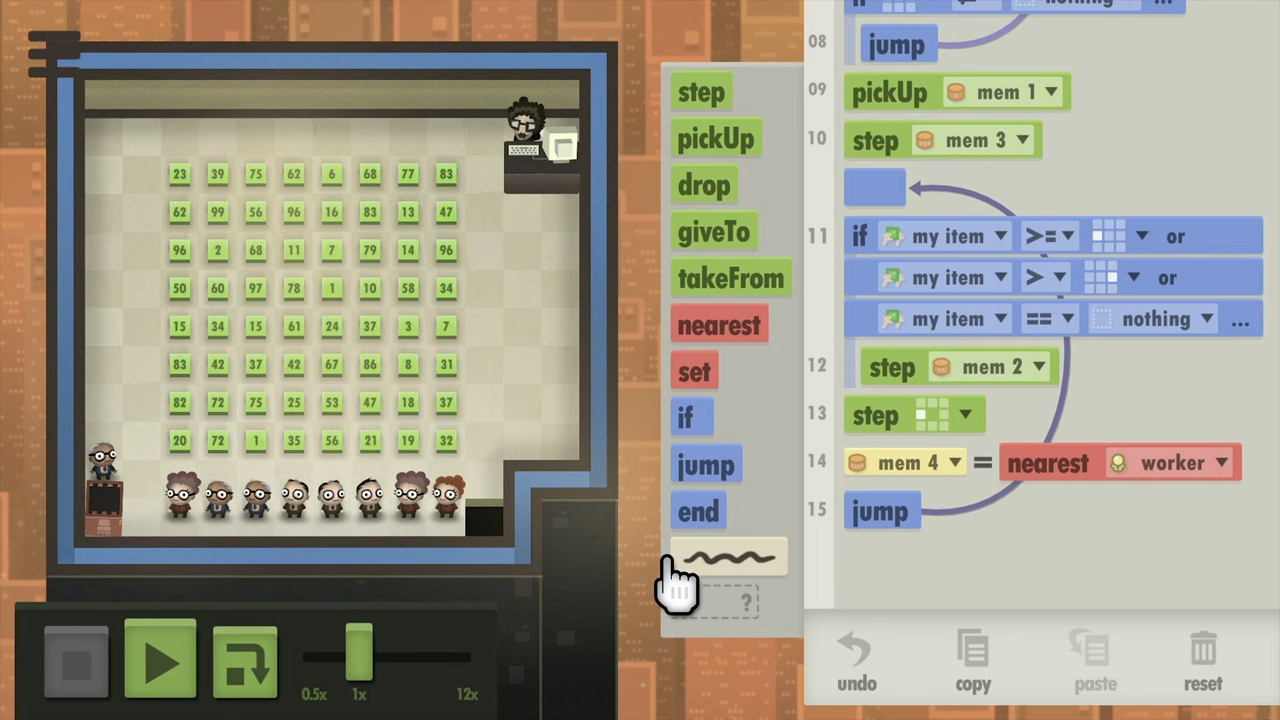 23 39 75 62 6 68 77 83
62 99 56 96 16 83 13 47
96 2 68 11 7 79 14 96
50 60 97 78 1 10 58 34
15 34 15 61 24 37 3 7
83 42 37 42 67 86 8 31
82 72 75 25 53 47 18 37
20 72 1 35 56 21 19 32
0.5x 1x 12x
step
pickUp
drop
giveTo
takeFrom
nearest
set
if
jump
end
?
if nothing ...
08 jump
09 pickUp mem 1
10 step mem 3
11 if my item >= or
my item > or
my item == nothing ...
12 step mem 2
13 step
14 mem 4 = nearest worker
15 jump
undo copy paste reset